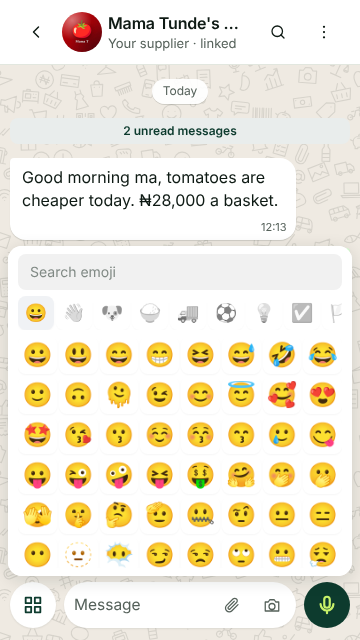 Mama Tunde's ...
Your supplier · linked
Today
2 unread messages
Good morning ma, tomatoes are
cheaper today. ₦28,000 a basket.
12:13
Search emoji
Message